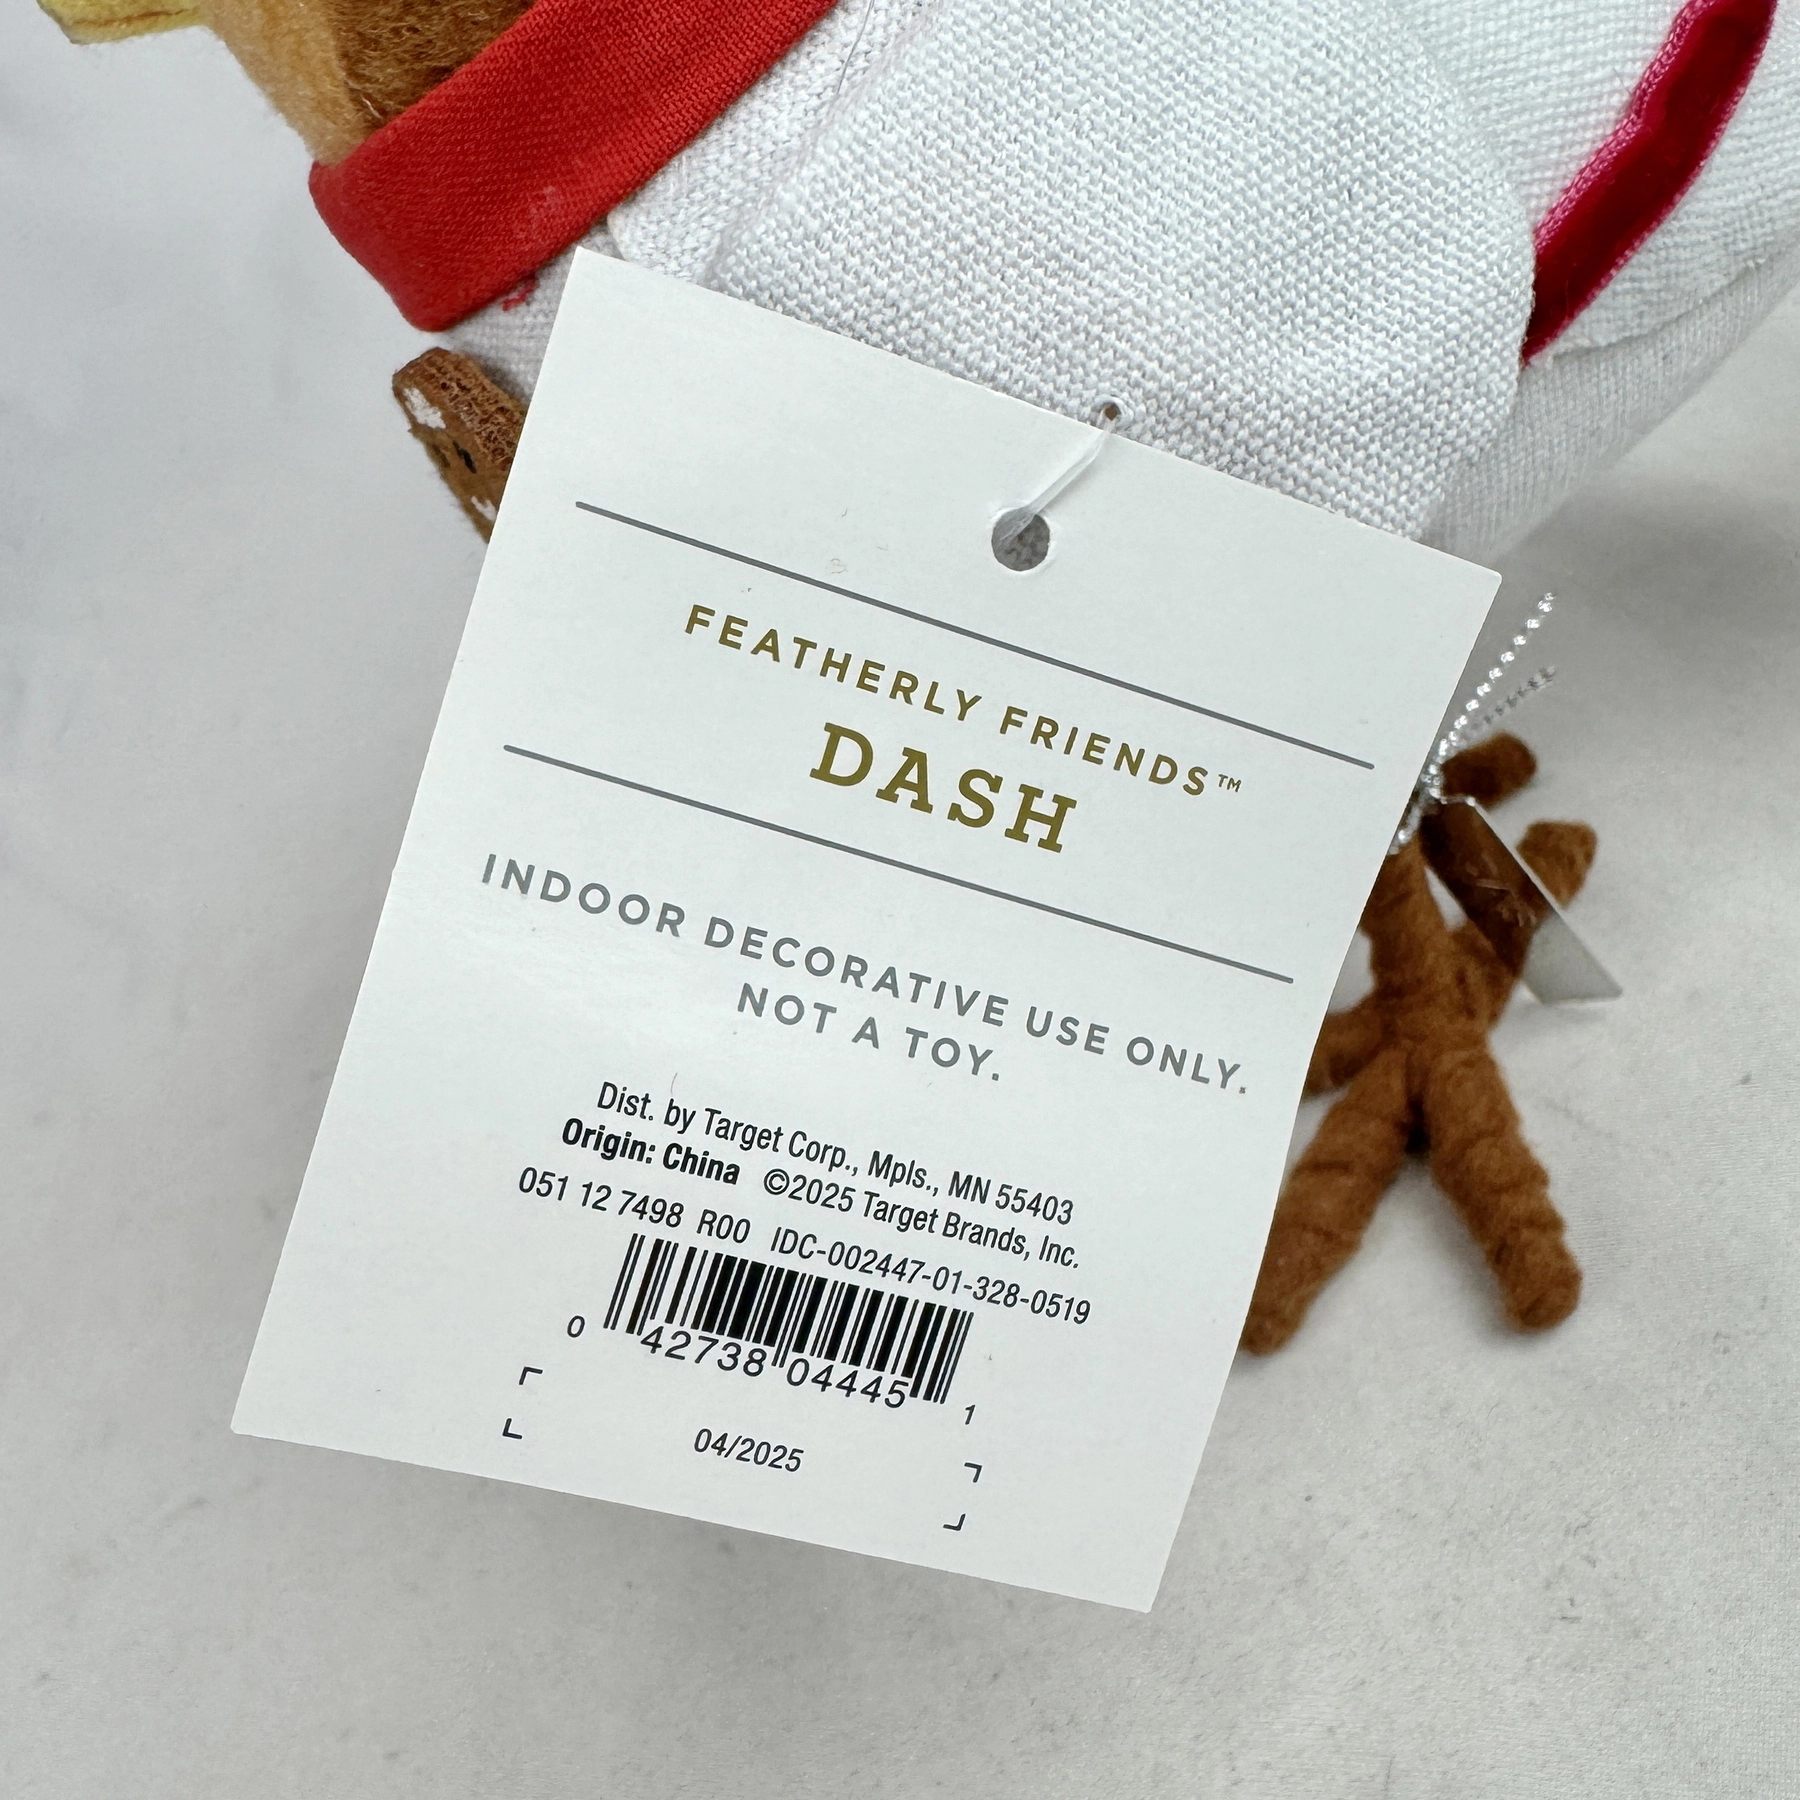 FEATHERLY FRIENDS™
DASH
INDOOR DECORATIVE USE ONLY.
NOT A TOY.
Dist. by Target Corp., Mpls., MN 55403
Origin: China ©2025 Target Brands, Inc.
051 12 7498 R00 IDC-002447-01-328-0519
0 42738 04445 1
04/2025